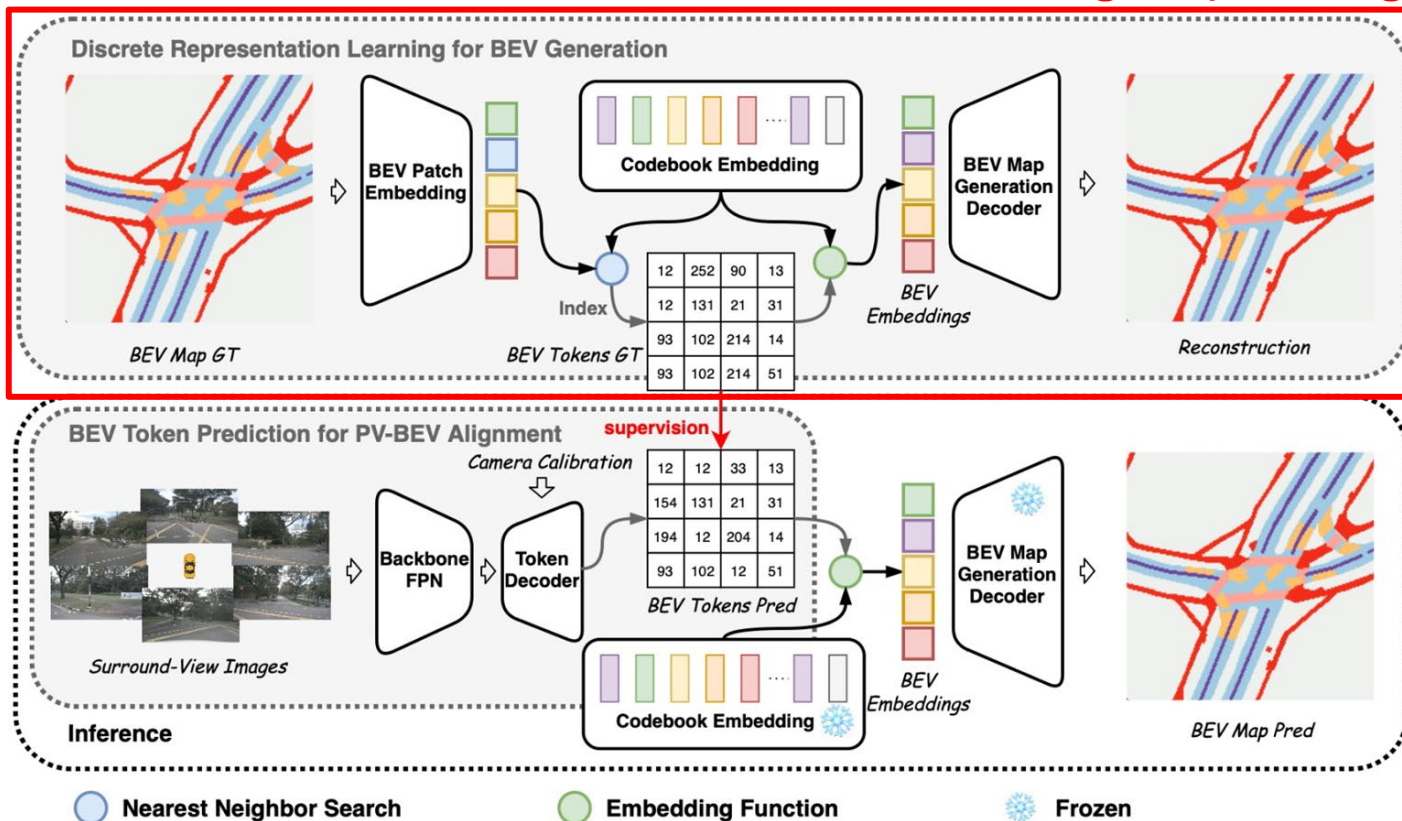 Discrete Representation Learning for BEV Generation
BEV Patch
Embedding
Codebook Embedding
BEV Map
Generation
Decoder
Index
12 252 90 13
12 131 21 31
93 102 214 14
93 102 214 51
BEV Map GT
BEV Tokens GT
BEV
Embeddings
Reconstruction
BEV Token Prediction for PV-BEV Alignment
supervision
Camera Calibration
Backbone
FPN
Token
Decoder
12 12 33 13
154 131 21 31
194 12 204 14
93 102 12 51
BEV Tokens Pred
BEV Map
Generation
Decoder
Surround-View Images
Codebook Embedding
BEV
Embeddings
BEV Map Pred
Inference
Nearest Neighbor Search
Embedding Function
Frozen